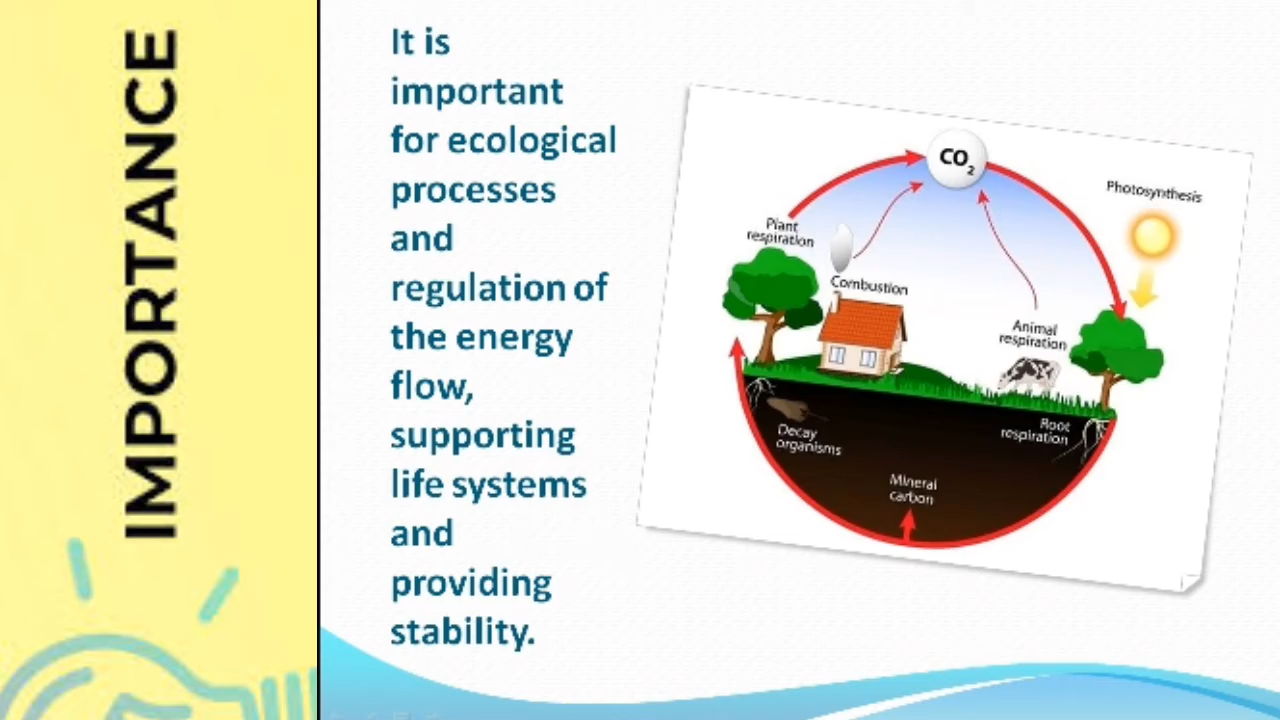 IMPORTANCE
It is
important
for ecological
processes
and
regulation of
the energy
flow,
supporting
life systems
and
providing
stability.
CO2
Photosynthesis
Plant
respiration
Combustion
Animal
respiration
Root
respiration
Decay
organisms
Mineral
carbon